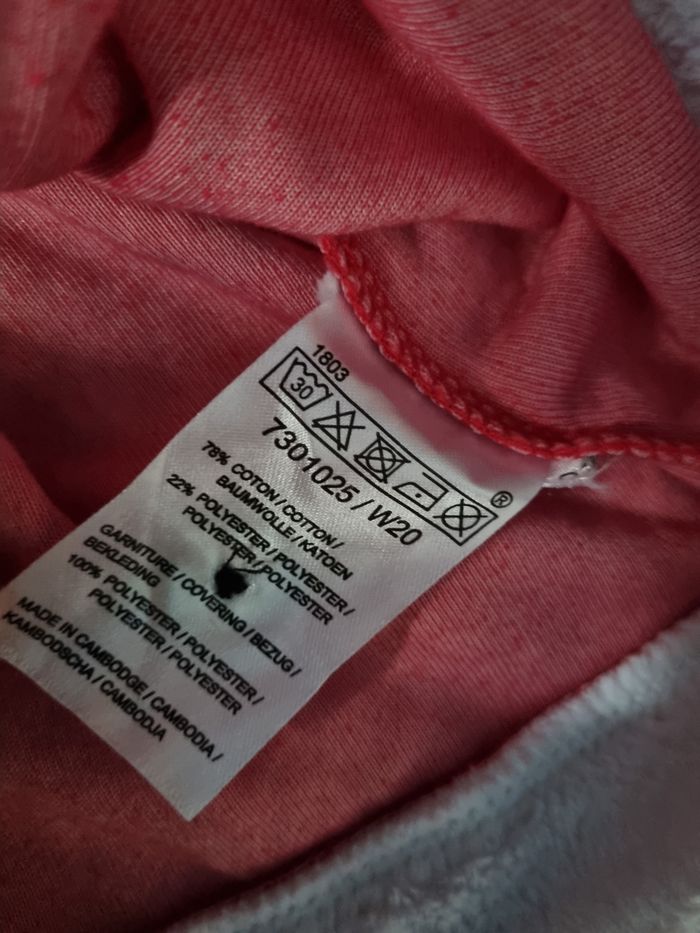 1803
30
®
7301025 / W20
78% COTON / COTTON /
BAUMWOLLE / KATOEN
22% POLYESTER / POLYESTER /
POLYESTER / POLYESTER
GARNITURE / COVERING / BEZUG /
BEKLEDING
100% POLYESTER / POLYESTER /
POLYESTER / POLYESTER
MADE IN CAMBODGE / CAMBODIA /
KAMBODSCHA / CAMBODJA